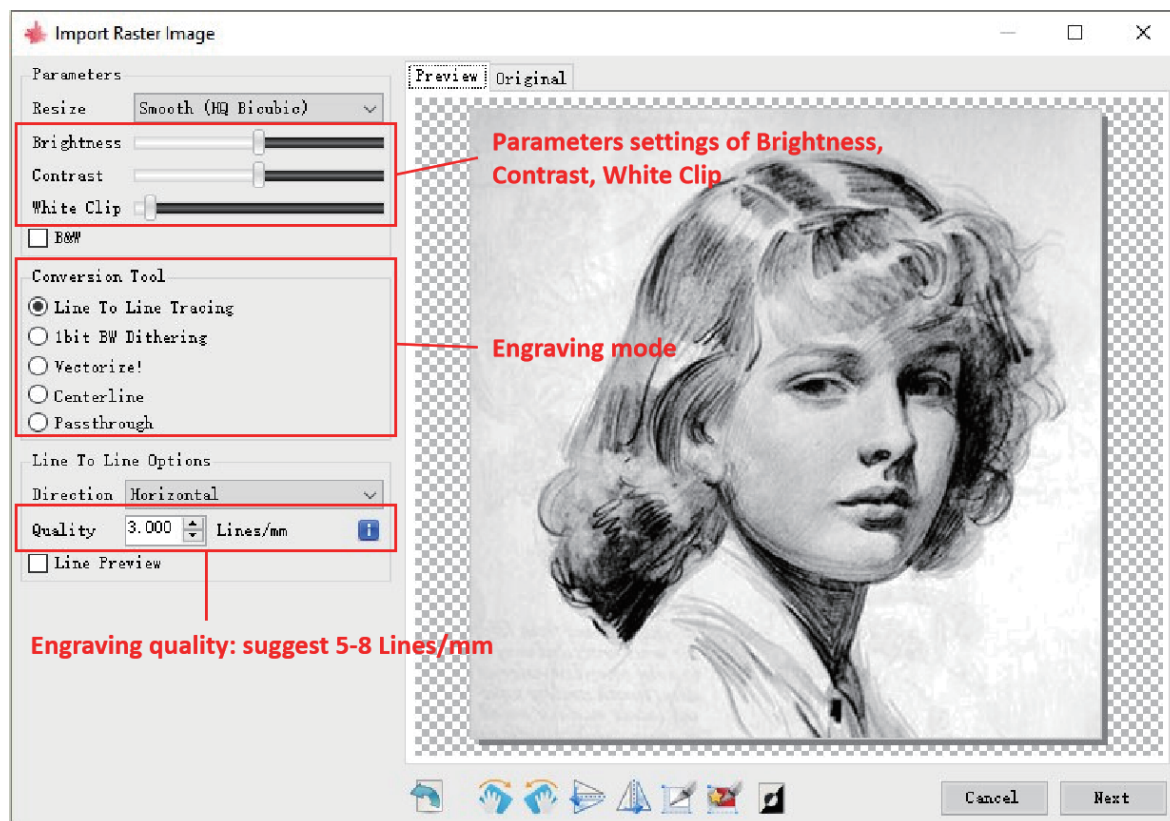 Import Raster Image
Parameters
Resize Smooth (HQ Bicubic)
Brightness
Contrast
White Clip
B&W
Conversion Tool
Line To Line Tracing
1bit BW Dithering
Vectorize!
Centerline
Passthrough
Line To Line Options
Direction Horizontal
Quality 3.000 Lines/mm
Line Preview
Engraving quality: suggest 5-8 Lines/mm
Preview Original
Parameters settings of Brightness,
Contrast, White Clip
Engraving mode
Cancel Next